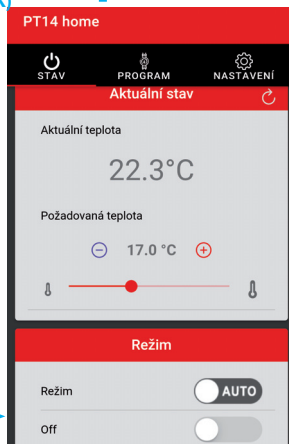 PT14 home
STAV PROGRAM NASTAVENÍ
Aktuální stav
Aktuální teplota
22.3°C
Požadovaná teplota
17.0 °C
Režim
Režim AUTO
Off